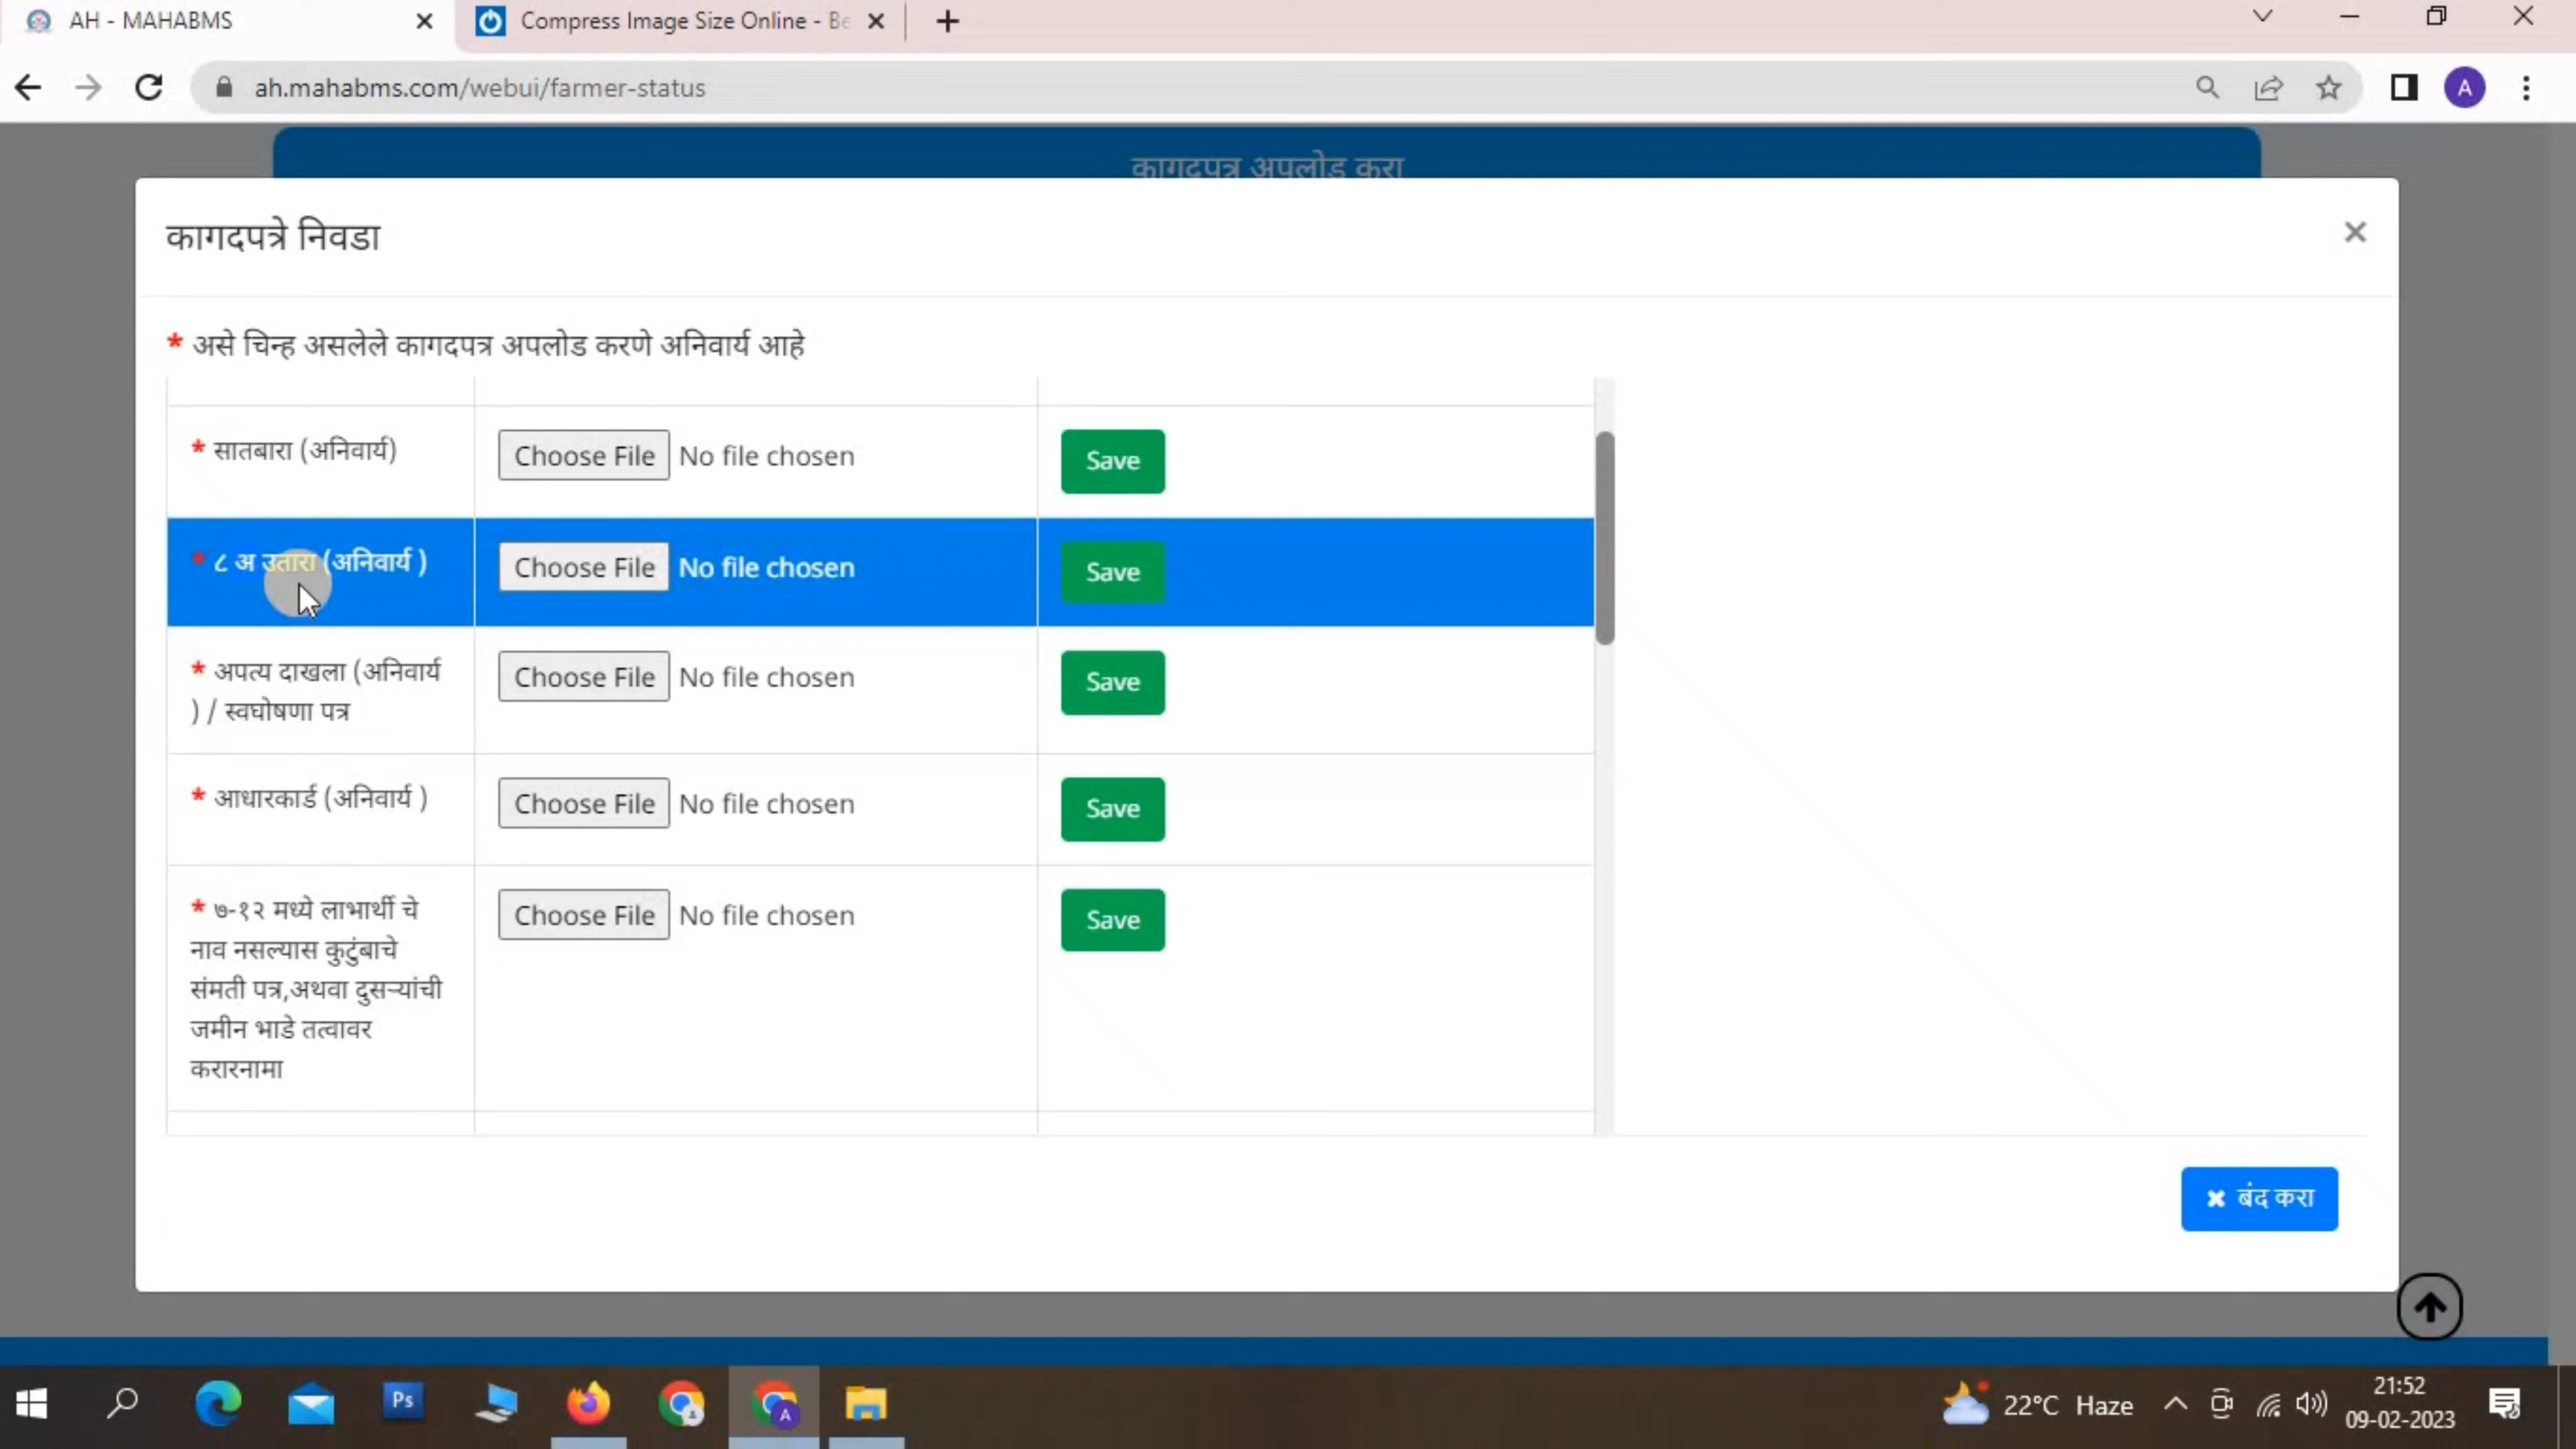 AH - MAHABMS
Compress Image Size Online - Be
ah.mahabms.com/webui/farmer-status
A
कागदपत्र अपलोड करा
कागदपत्रे निवडा
* असे चिन्ह असलेले कागदपत्र अपलोड करणे अनिवार्य आहे
* सातबारा (अनिवार्य)
Choose File No file chosen
Save
* ८ अ उतारा (अनिवार्य )
Choose File No file chosen
Save
* अपत्य दाखला (अनिवार्य
) / स्वघोषणा पत्र
Choose File No file chosen
Save
* आधारकार्ड (अनिवार्य )
Choose File No file chosen
Save
* ७-१२ मध्ये लाभार्थी चे
नाव नसल्यास कुटुंबाचे
संमती पत्र,अथवा दुसऱ्यांची
जमीन भाडे तत्वावर
करारनामा
Choose File No file chosen
Save
बंद करा
Ps
A
22°C Haze
21:52
09-02-2023